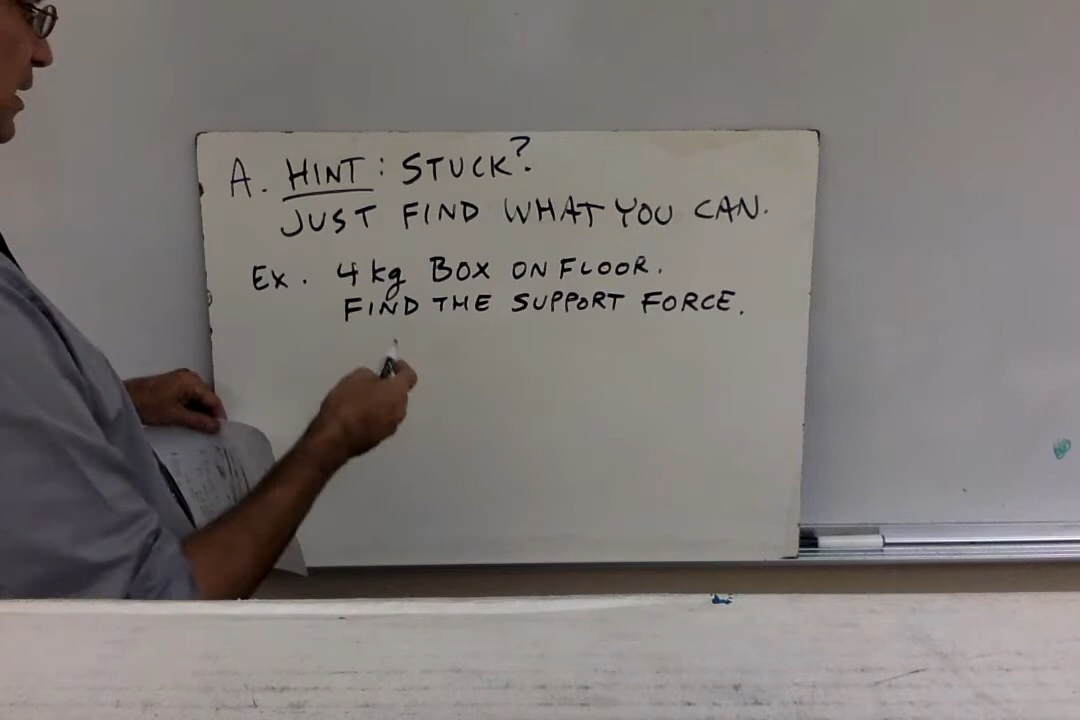 A. HINT: STUCK?
JUST FIND WHAT YOU CAN.
Ex. 4 kg BOX ON FLOOR.
FIND THE SUPPORT FORCE.